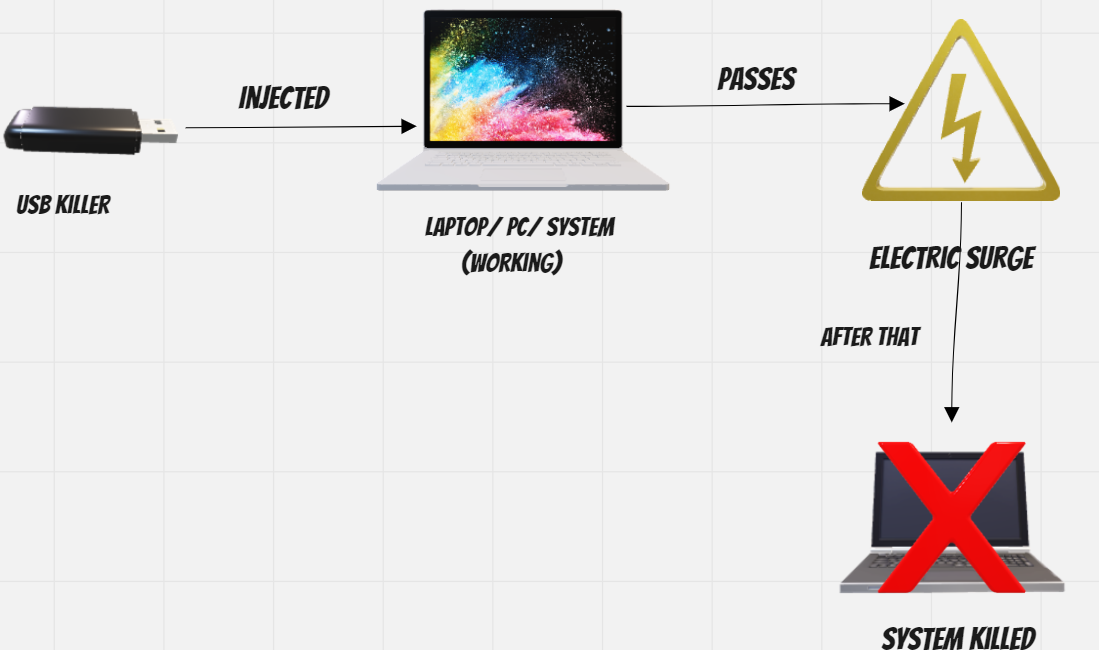 INJECTED
PASSES
USB KILLER
LAPTOP/ PC/ SYSTEM
(WORKING)
ELECTRIC SURGE
AFTER THAT
SYSTEM KILLED